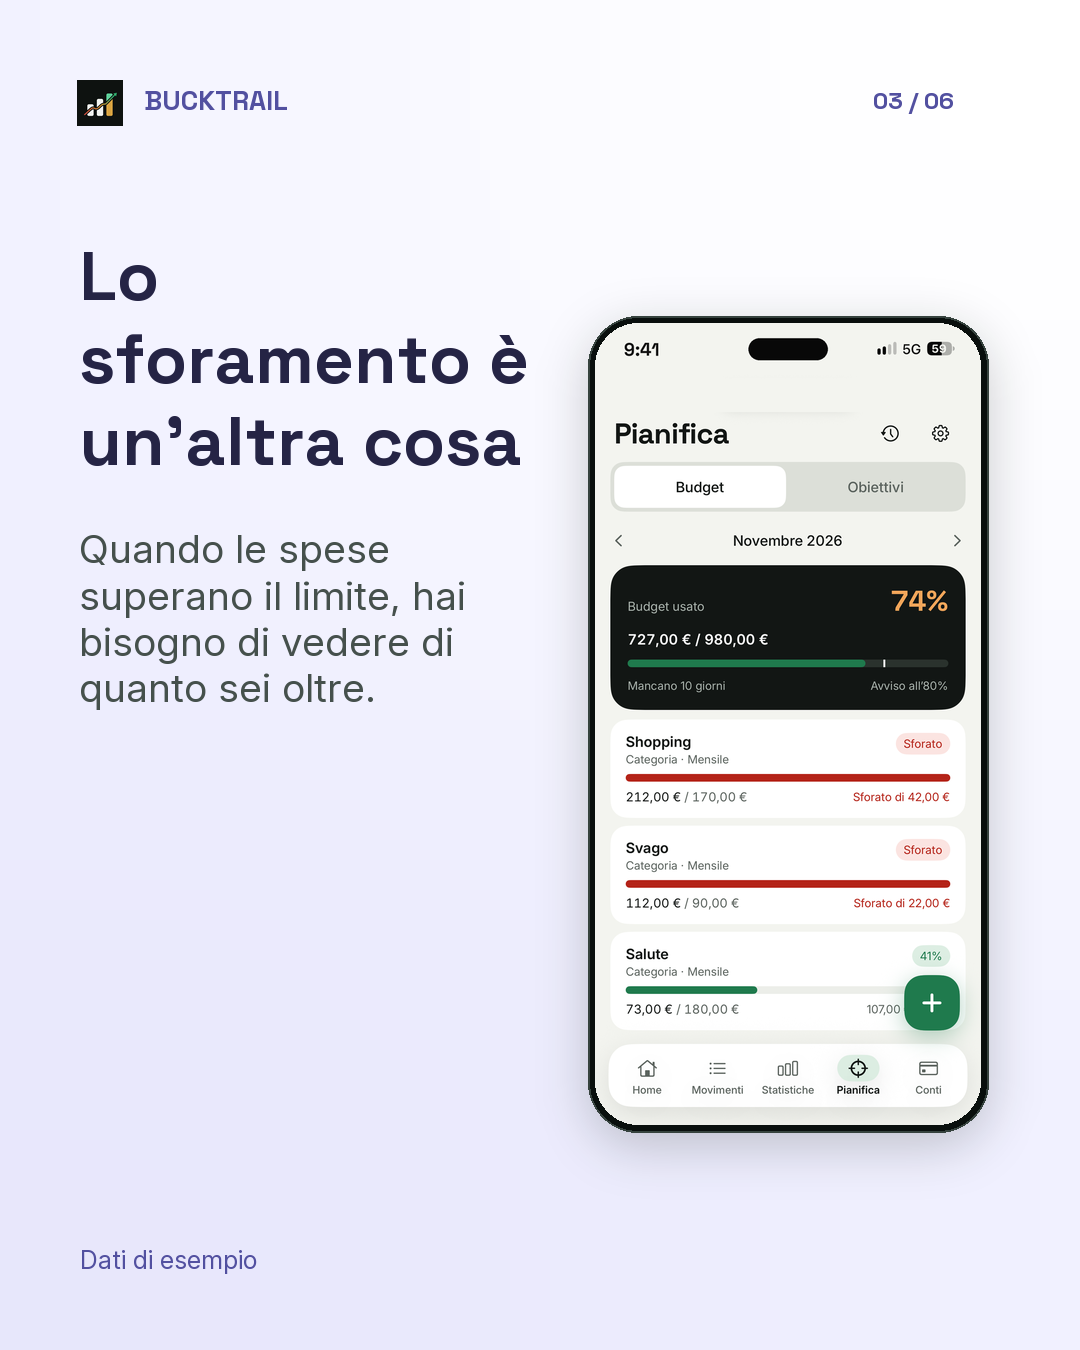 BUCKTRAIL
03 / 06
Lo
sforamento è
un’altra cosa
Quando le spese
superano il limite, hai
bisogno di vedere di
quanto sei oltre.
9:41
5G 59
Pianifica
Budget
Obiettivi
Novembre 2026
Budget usato
74%
727,00 € / 980,00 €
Mancano 10 giorni
Avviso all'80%
Shopping
Sforato
Categoria · Mensile
212,00 € / 170,00 €
Sforato di 42,00 €
Svago
Sforato
Categoria · Mensile
112,00 € / 90,00 €
Sforato di 22,00 €
Salute
41%
Categoria · Mensile
73,00 € / 180,00 €
107,00
Home
Movimenti
Statistiche
Pianifica
Conti
Dati di esempio